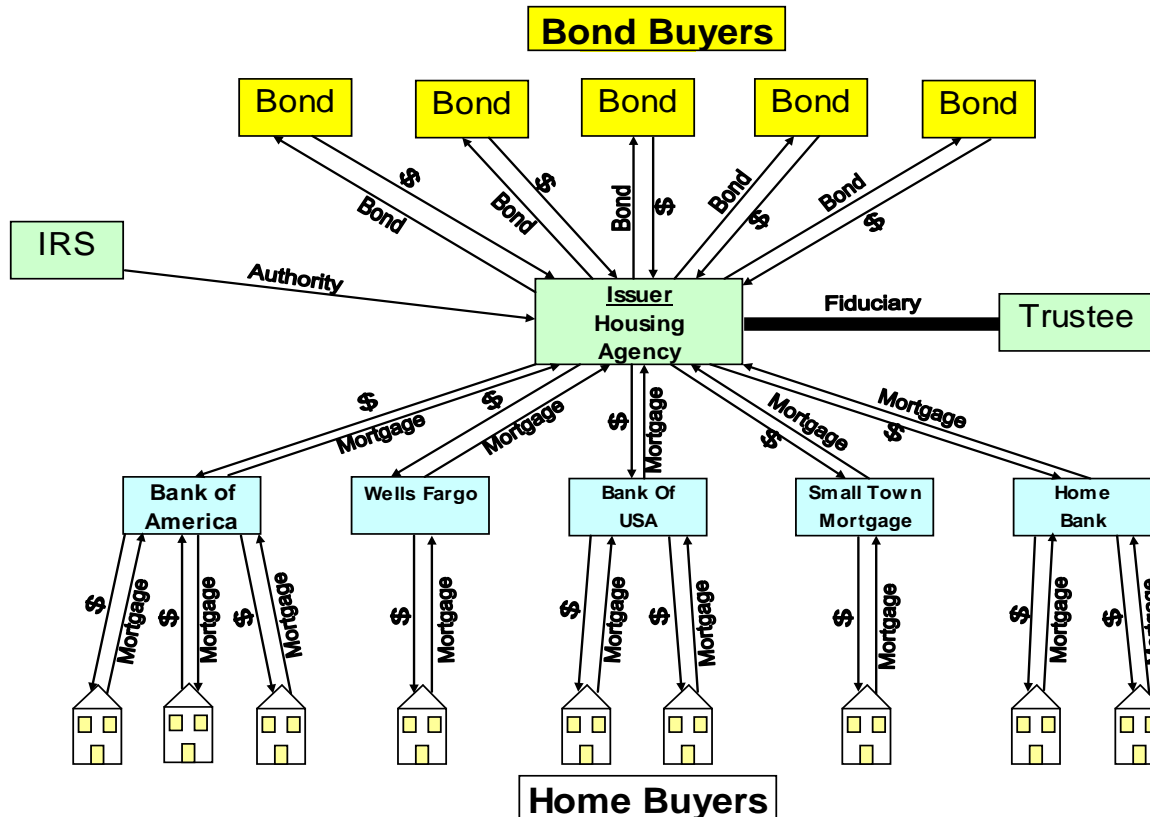 Bond Buyers
Bond
Bond
Bond
Bond
Bond
$
Bond
$
Bond
Bond
$
Bond
$
Bond
$
IRS
Authority
Issuer
Housing
Agency
Fiduciary
Trustee
$
Mortgage
$
Mortgage
$
Mortgage
Mortgage
$
Mortgage
$
Bank of
America
Wells Fargo
Bank Of
USA
Small Town
Mortgage
Home
Bank
$
Mortgage
$
Mortgage
$
Mortgage
$
Mortgage
$
Mortgage
$
Mortgage
$
Mortgage
$
Mortgage
$
Mortgage
Home Buyers